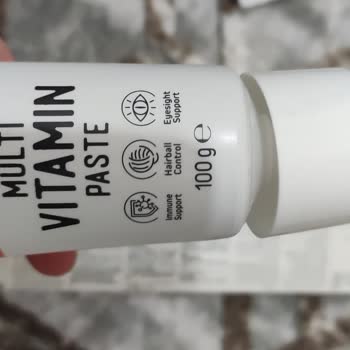 MULTI
VITAMIN
PASTE
Immune
Support
Hairball
Control
Eyesight
Support
100g e